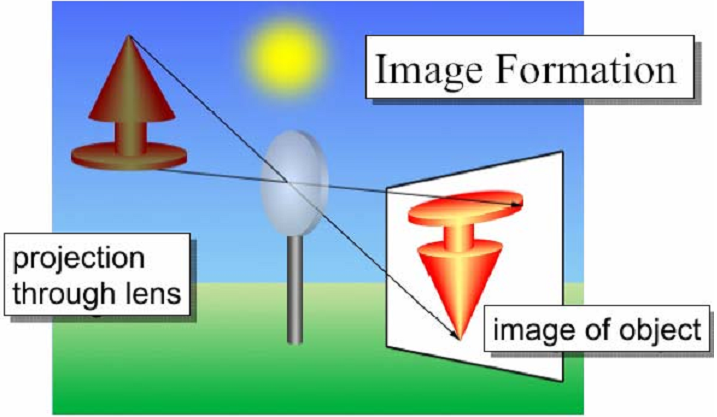 Image Formation
projection
through lens
image of object